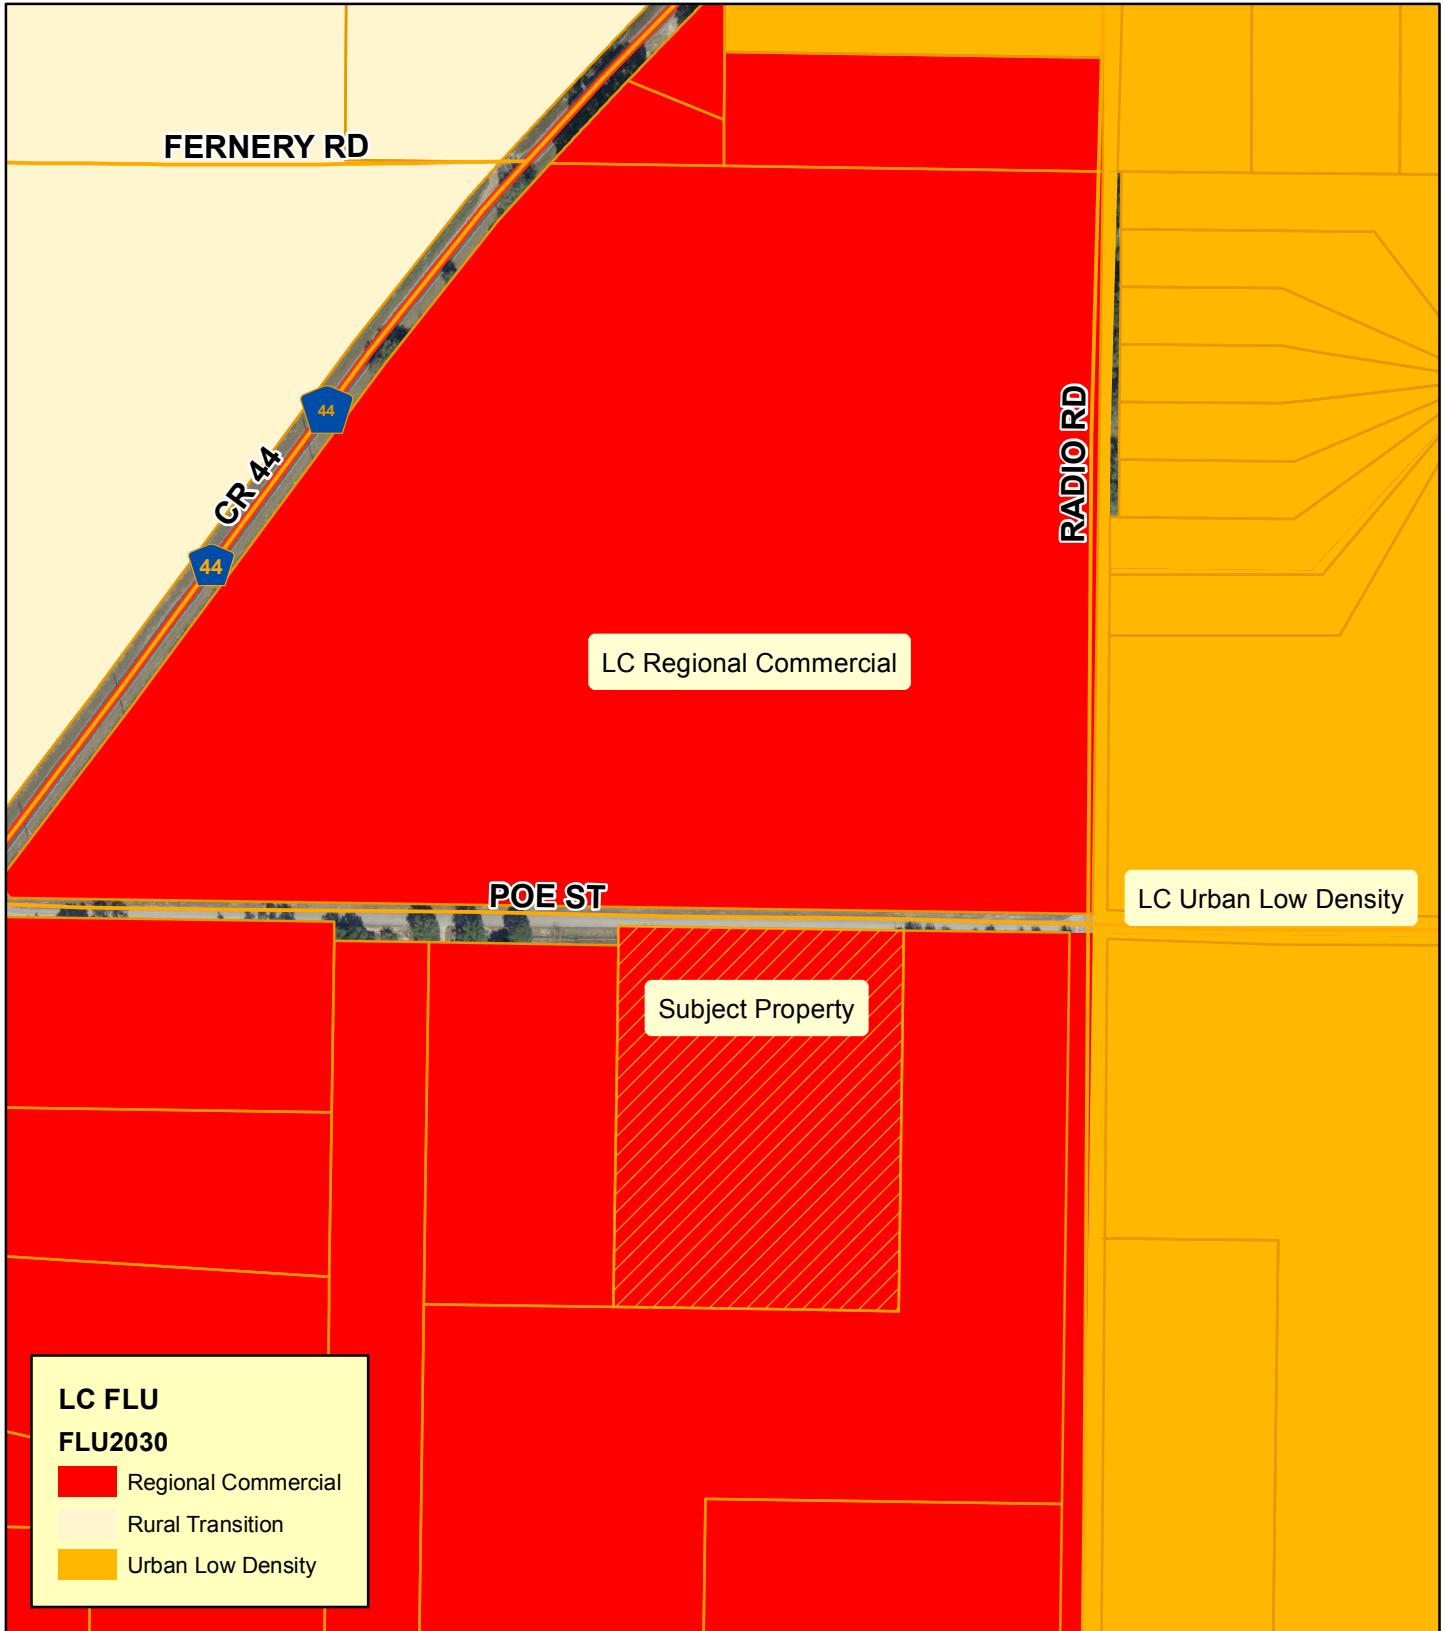 FERNERY RD
44
CR 44
44
RADIO RD
LC Regional Commercial
POE ST
LC Urban Low Density
Subject Property
LC FLU
FLU2030
Regional Commercial
Rural Transition
Urban Low Density